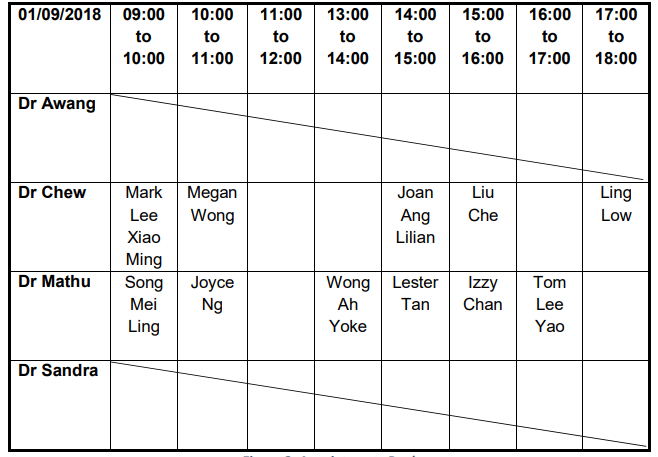 01/09/2018 09:00 10:00 11:00 13:00 14:00 15:00 16:00 17:00
to to to to to to to to
10:00 11:00 12:00 14:00 15:00 16:00 17:00 18:00
Dr Awang
Dr Chew Mark Megan Joan Liu Ling
Lee Wong Ang Che Low
Xiao Lilian
Ming
Dr Mathu Song Joyce Wong Lester Izzy Tom
Mei Ng Ah Tan Chan Lee
Ling Yoke Yao
Dr Sandra